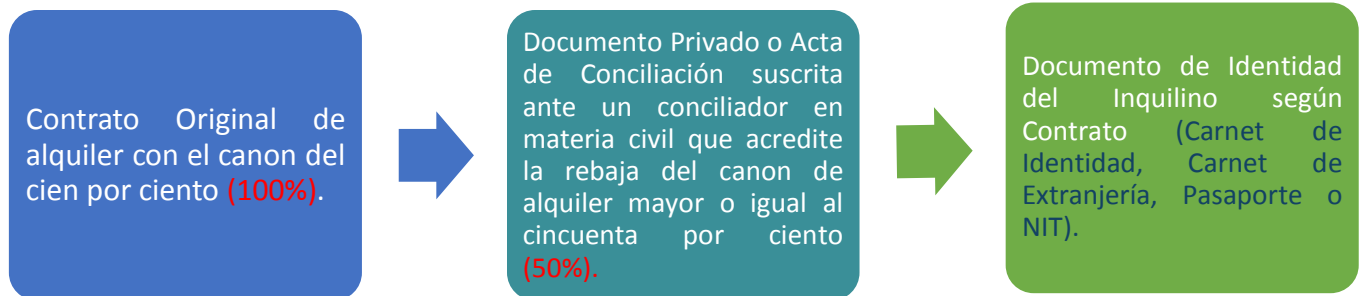 Contrato Original de
alquiler con el canon del
cien por ciento (100%).
Documento Privado o Acta
de Conciliación suscrita
ante un conciliador en
materia civil que acredite
la rebaja del canon de
alquiler mayor o igual al
cincuenta por ciento
(50%).
Documento de Identidad
del Inquilino según
Contrato (Carnet de
Identidad, Carnet de
Extranjería, Pasaporte o
NIT).